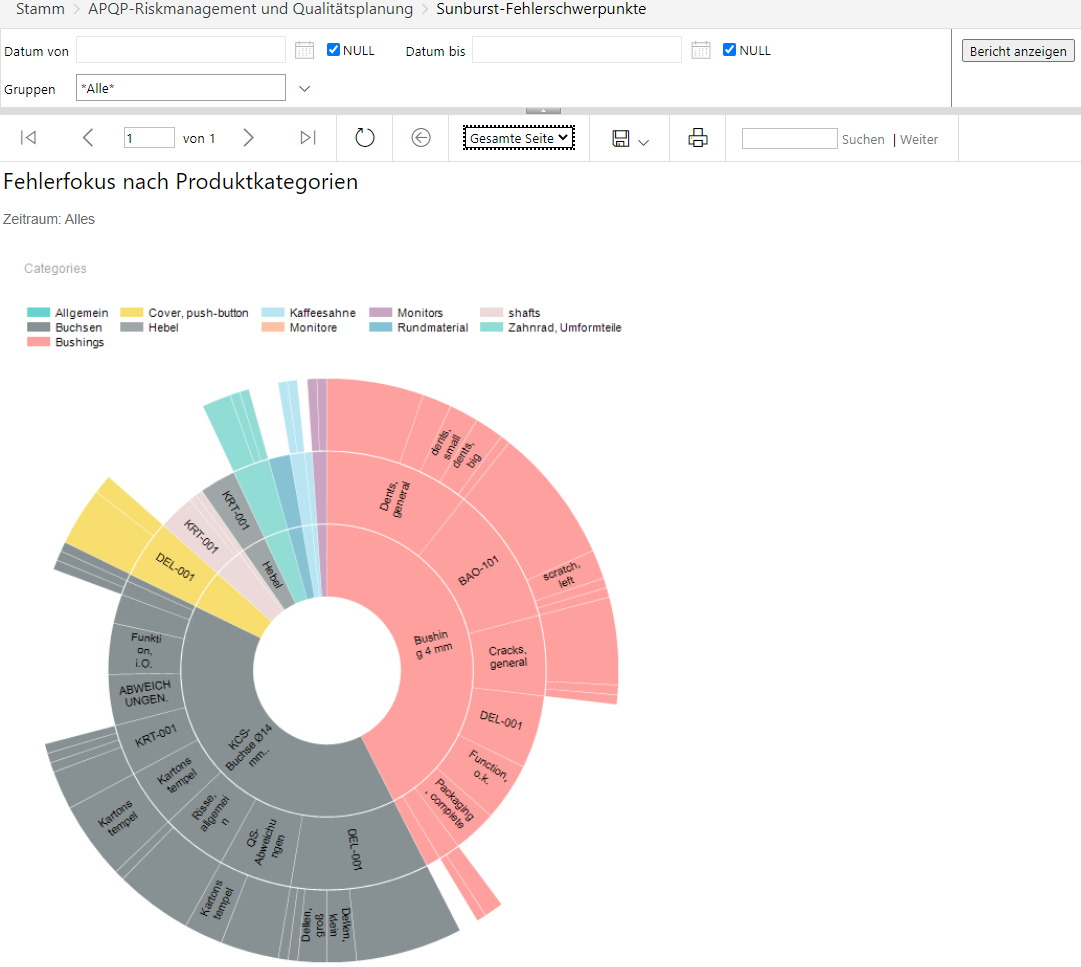 Stamm > APQP-Riskmanagement und Qualitätsplanung > Sunburst-Fehlerschwerpunkte
Datum von NULL Datum bis NULL Bericht anzeigen
Gruppen *Alle*
1 von 1 Gesamte Seite Suchen | Weiter
Fehlerfokus nach Produktkategorien
Zeitraum: Alles
Categories
Allgemein Cover, push-button Kaffeesahne Monitors shafts
Buchsen Hebel Monitore Rundmaterial Zahnrad, Umformteile
Bushings
dents,
small
dents,
big
Dents,
general
BAO-101
scratch,
left
Bushin
g 4 mm
Cracks,
general
DEL-001
Function,
o.k.
Packaging
, complete
KRT-001
Hebel
KRT-001
DEL-001
Funkti
on,
i.O.
ABWEICH
UNGEN.
KRT-001
Kartons
tempel
Kartons
tempel
KCS-
Buchse Ø14
mm..
Risse,
allgemei
n
QS-
Abweichu
ngen
DEL-001
Kartons
tempel
Dellen,
groß
Dellen,
klein